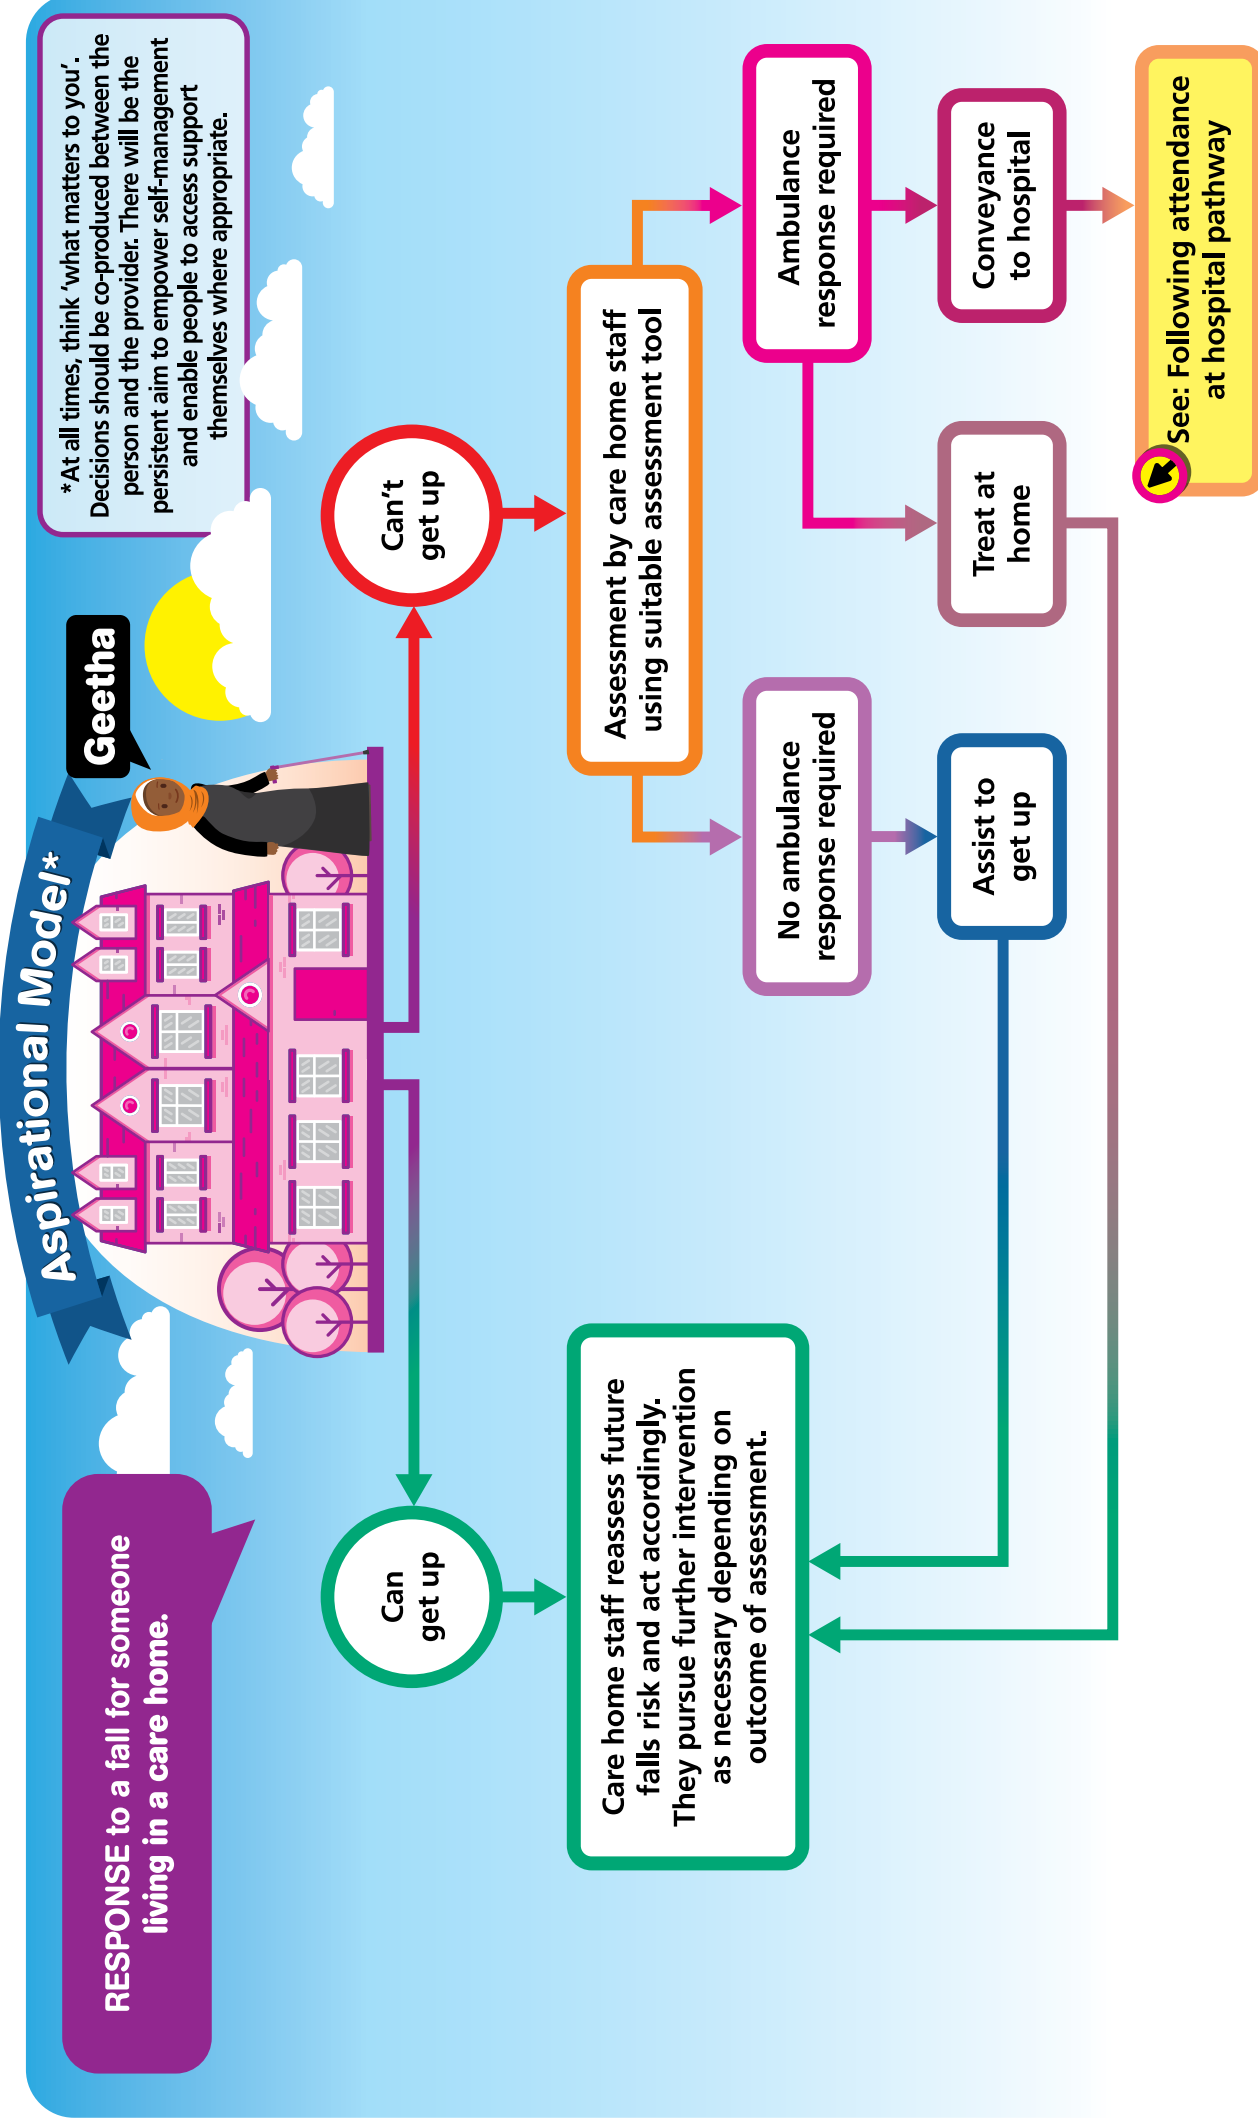 RESPONSE to a fall for someone
living in a care home.
Aspirational Model*
Geetha
*At all times, think ‘what matters to you’.
Decisions should be co-produced between the
person and the provider. There will be the
persistent aim to empower self-management
and enable people to access support
themselves where appropriate.
Can
get up
Can’t
get up
Care home staff reassess future
falls risk and act accordingly.
They pursue further intervention
as necessary depending on
outcome of assessment.
Assessment by care home staff
using suitable assessment tool
No ambulance
response required
Ambulance
response required
Assist to
get up
Treat at
home
Conveyance
to hospital
See: Following attendance
at hospital pathway